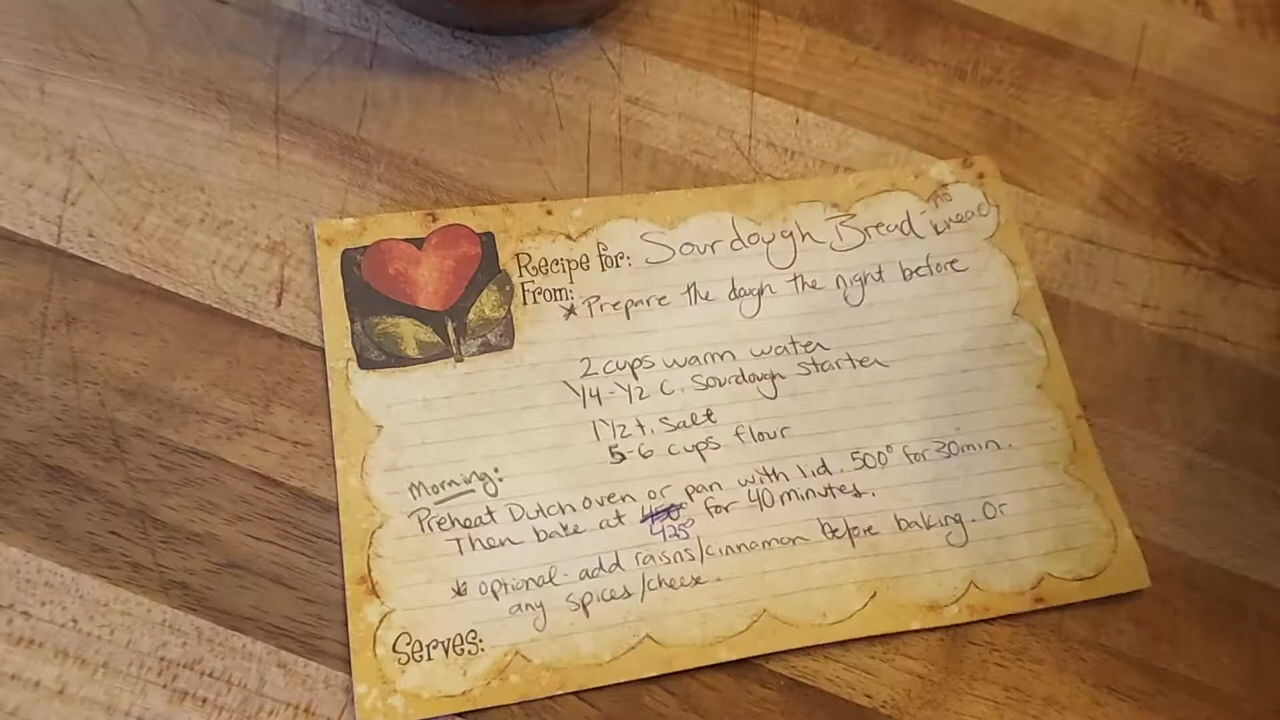 Recipe for: Sourdough Bread - no knead
From:
* Prepare the dough the night before
2 cups warm water
1/4-1/2 c. Sourdough starter
1 1/2 t. Salt
5-6 cups flour
Morning:
Preheat Dutch oven or pan with lid. 500° for 30 min.
Then bake at 450° for 40 minutes.
425°
* optional- add raisns/cinnamon before baking. Or
any spices/cheese.
Serves: